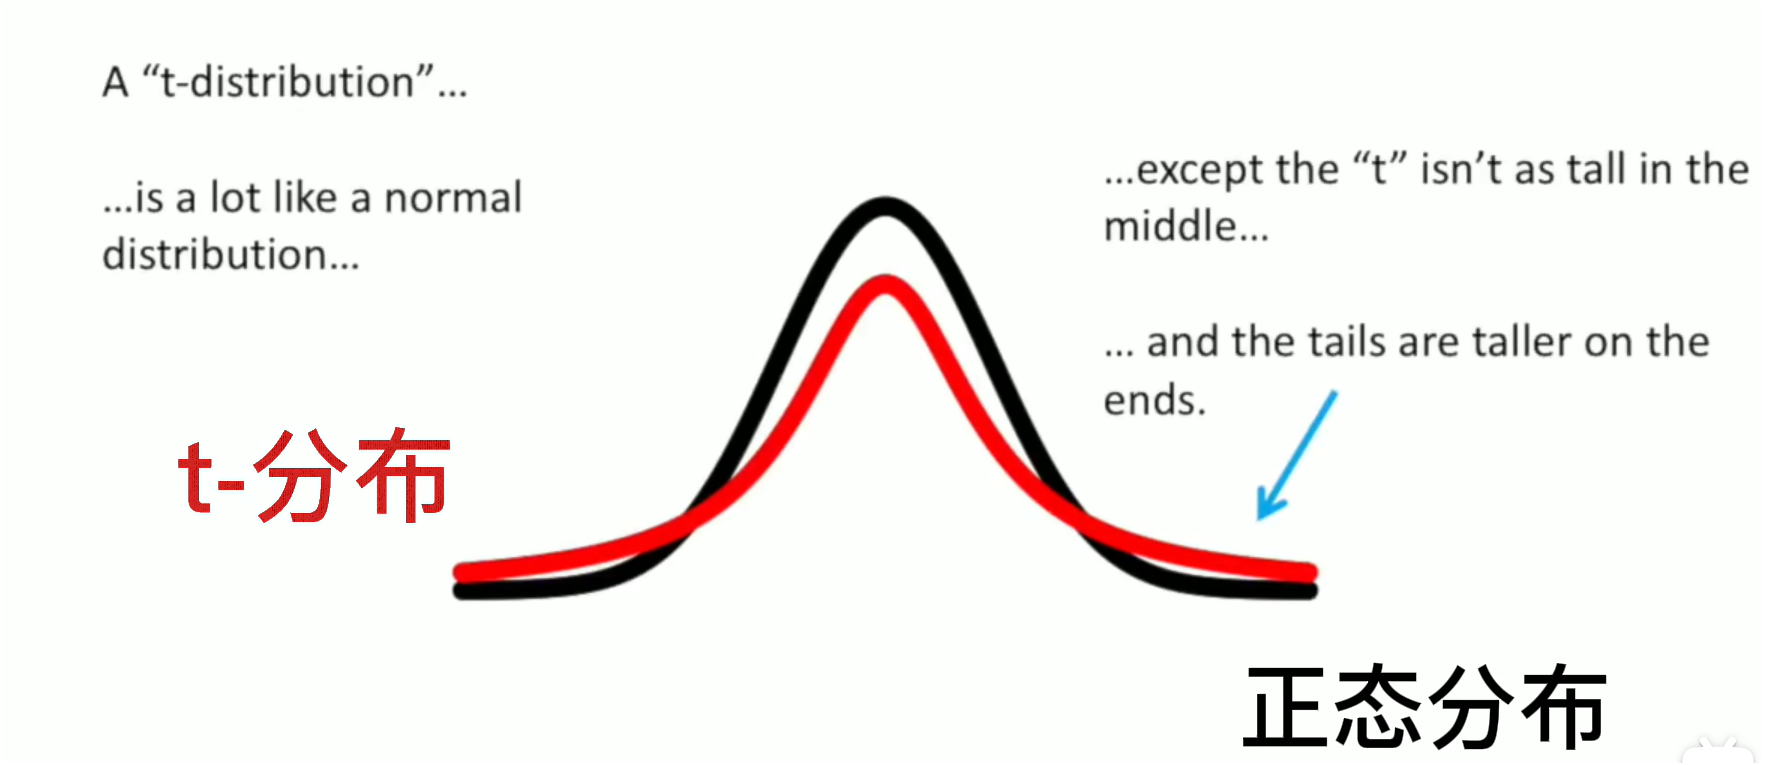 A “t-distribution”...
...is a lot like a normal
distribution...
...except the “t” isn’t as tall in the
middle...
... and the tails are taller on the
ends.
t-分布
正态分布